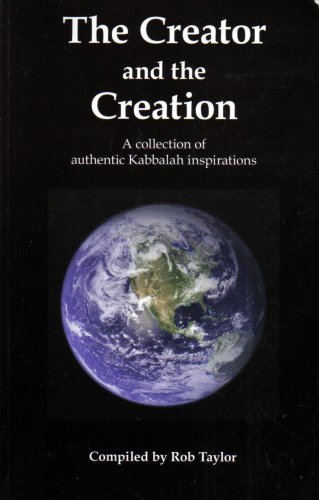 The Creator
and the
Creation
A collection of
authentic Kabbalah inspirations
Compiled by Rob Taylor